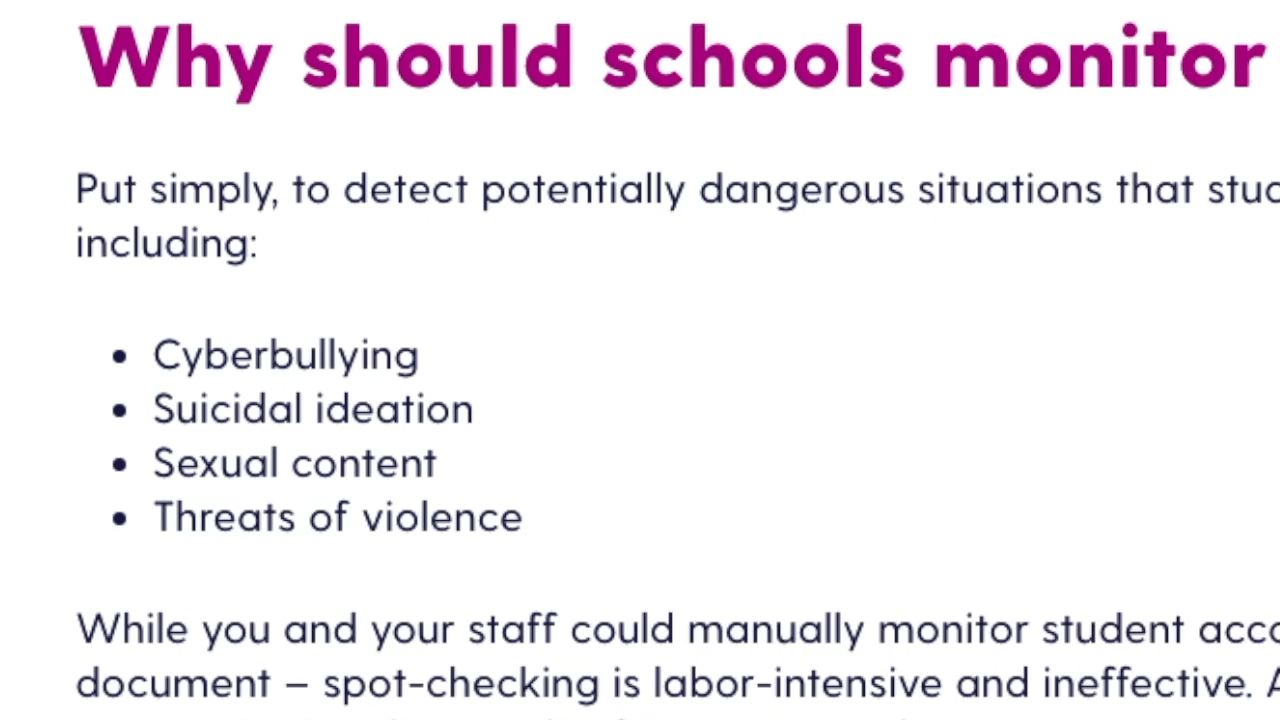 Why should schools monitor
Put simply, to detect potentially dangerous situations that
including:
• Cyberbullying
• Suicidal ideation
• Sexual content
• Threats of violence
While you and your staff could manually monitor student
document – spot-checking is labor-intensive and ineffective.